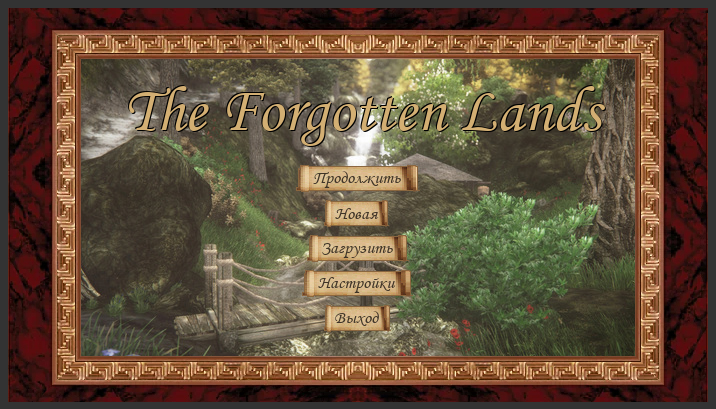 The Forgotten Lands
Продолжить
Новая
Загрузить
Настройки
Выход